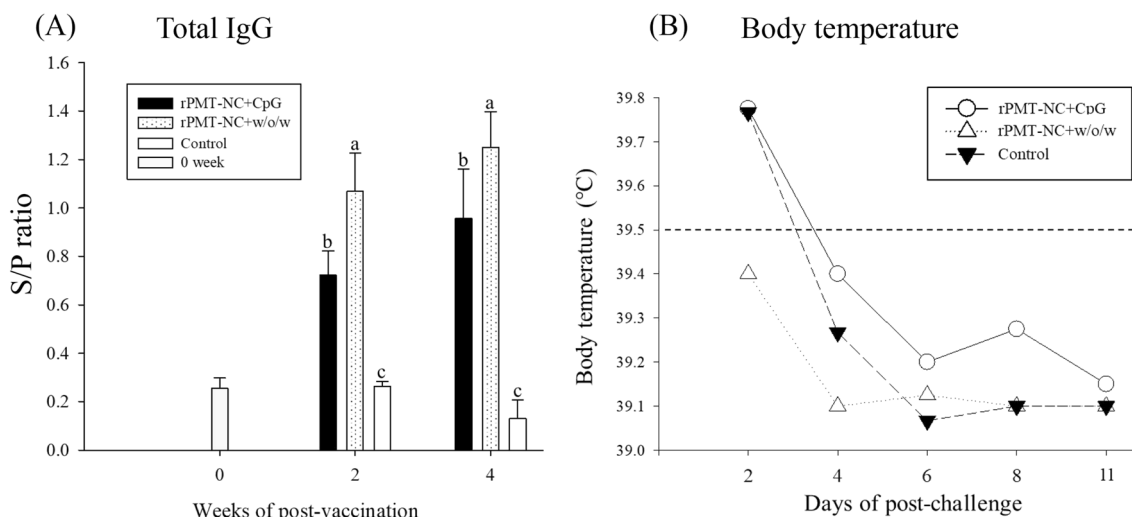 (A) Total IgG
S/P ratio
1.6
1.4
1.2
1.0
0.8
0.6
0.4
0.2
0.0
rPMT-NC+CpG
rPMT-NC+w/o/w
Control
0 week
b
a
c
b
a
c
0 2 4
Weeks of post-vaccination
(B) Body temperature
Body temperature (℃)
39.8
39.7
39.6
39.5
39.4
39.3
39.2
39.1
39.0
rPMT-NC+CpG
rPMT-NC+w/o/w
Control
2 4 6 8 11
Days of post-challenge